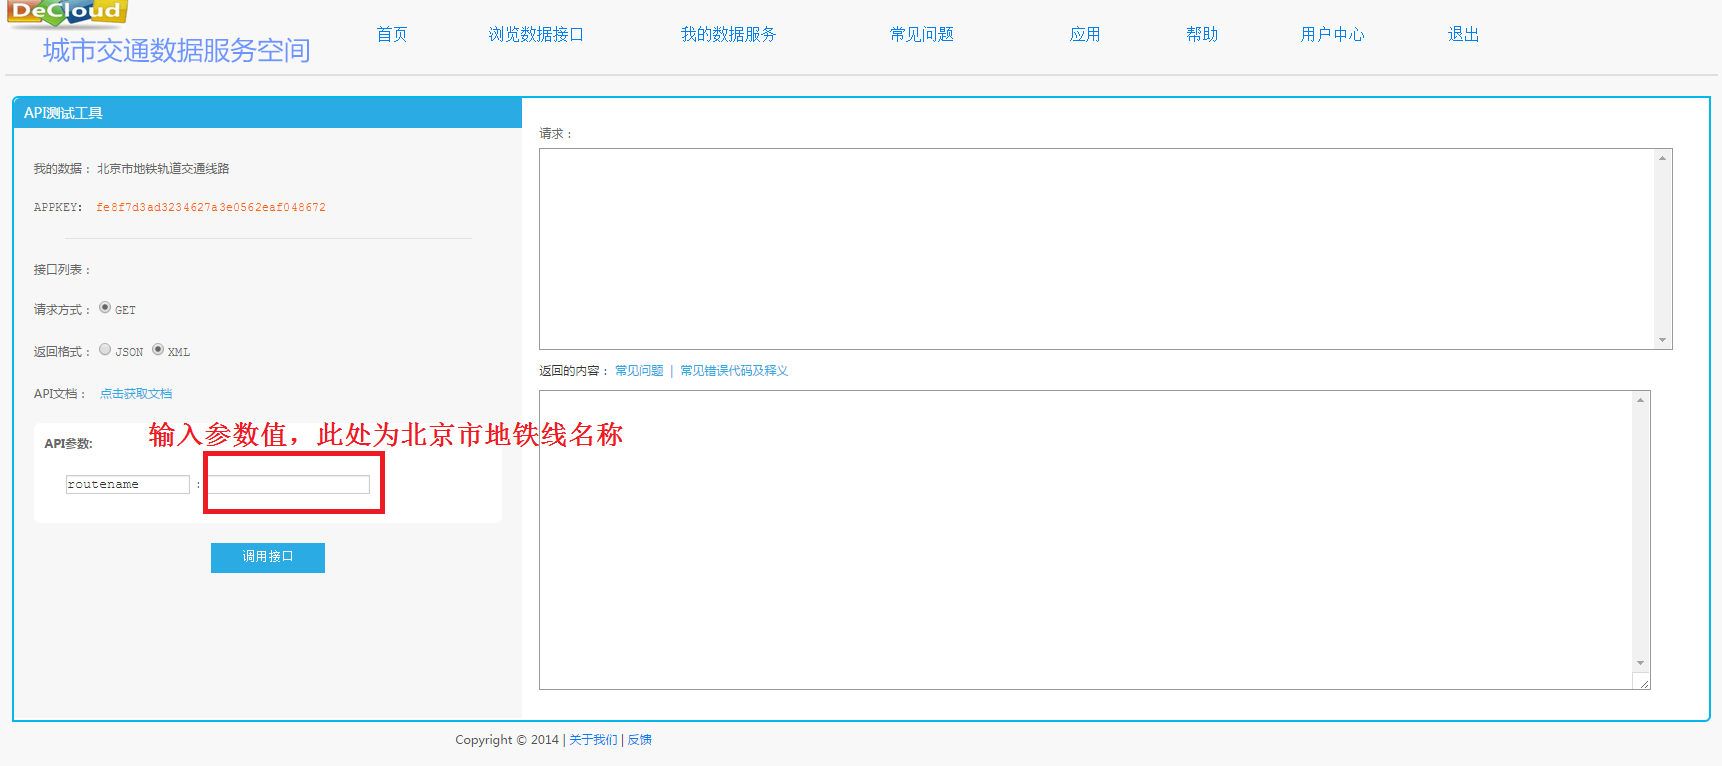 DeCloud
城市交通数据服务空间
首页 浏览数据接口 我的数据服务 常见问题 应用 帮助 用户中心 退出
API测试工具
我的数据： 北京市地铁轨道交通线路
APPKEY: fe8f7d3ad3234627a3e0562eaf048672
接口列表：
请求方式： GET
返回格式： JSON XML
API文档： 点击获取文档
输入参数值，此处为北京市地铁线名称
API参数:
routename :
调用接口
请求：
返回的内容： 常见问题 | 常见错误代码及释义
Copyright © 2014 | 关于我们 | 反馈